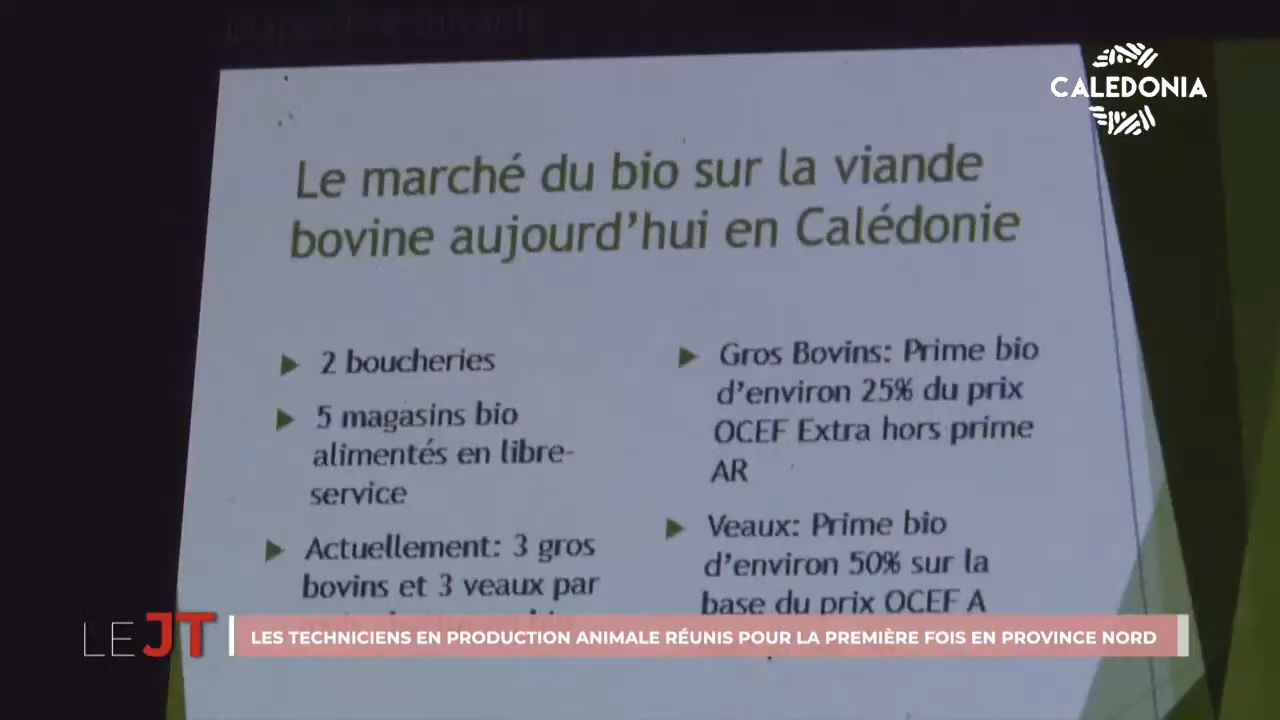 CALEDONIA
Le marché du bio sur la viande
bovine aujourd'hui en Calédonie
2 boucheries
5 magasins bio
alimentés en libre-
service
Actuellement: 3 gros
bovins et 3 veaux par
Gros Bovins: Prime bio
d'environ 25% du prix
OCEF Extra hors prime
AR
Veaux: Prime bio
d'environ 50% sur la
base du prix OCEF A
LE JT
LES TECHNICIENS EN PRODUCTION ANIMALE RÉUNIS POUR LA PREMIÈRE FOIS EN PROVINCE NORD